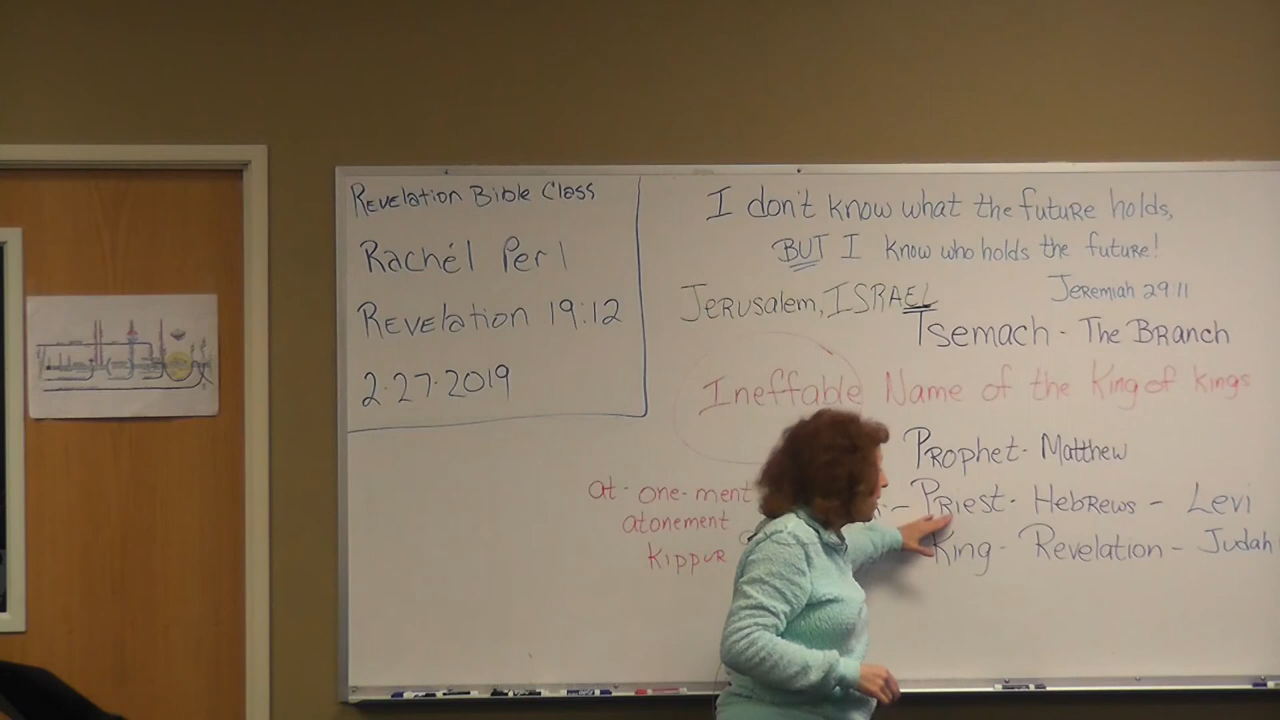 Revelation Bible Class
Rachél Perl
Revelation 19:12
2.27.2019
I don't know what the future holds,
BUT I know who holds the future!
Jeremiah 29:11
Jerusalem, ISRAEL
Tsemach - The Branch
Ineffable Name of the King of kings
Prophet - Matthew
at-one-ment
- Priest - Hebrews - Levi
atonement
King - Revelation - Judah
Kippur